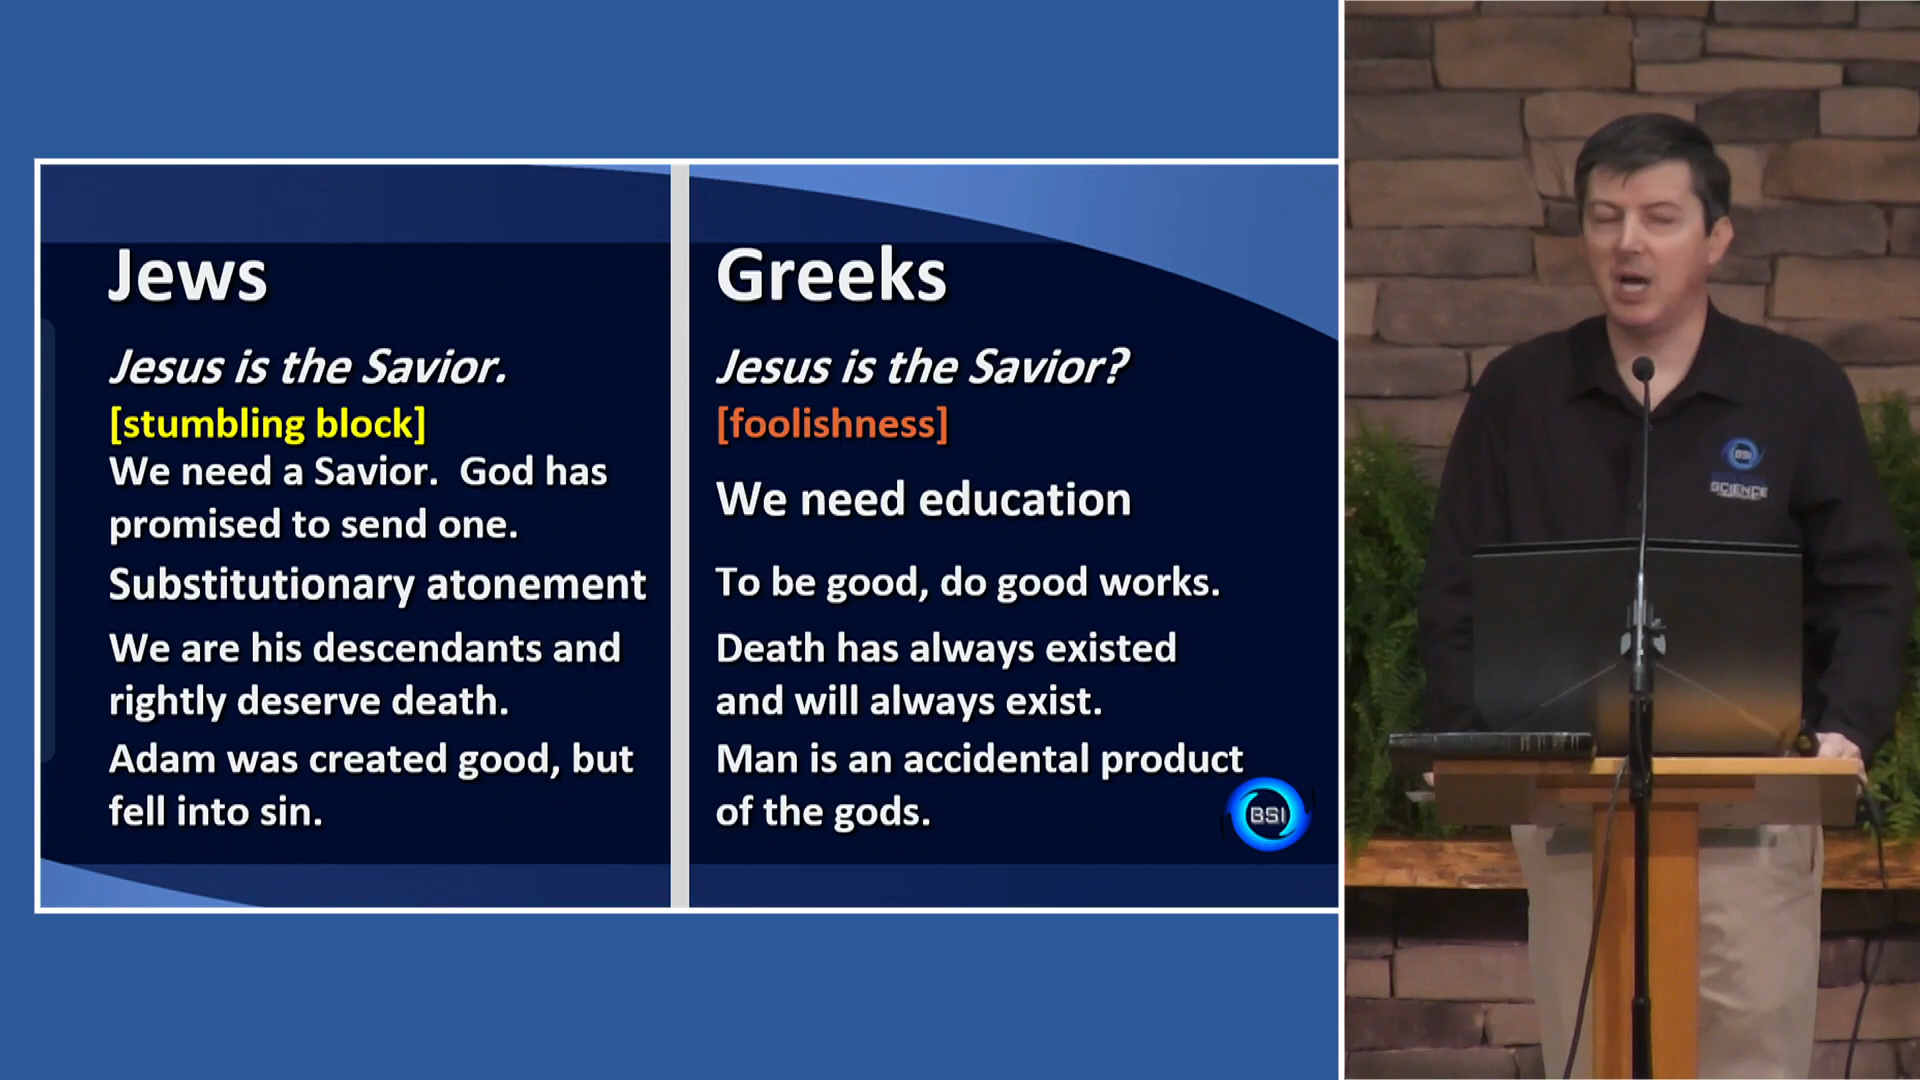 Jews
Jesus is the Savior.
[stumbling block]
We need a Savior.  God has
promised to send one.
Substitutionary atonement
We are his descendants and
rightly deserve death.
Adam was created good, but
fell into sin.
Greeks
Jesus is the Savior?
[foolishness]
We need education
To be good, do good works.
Death has always existed
and will always exist.
Man is an accidental product
of the gods.
BSI
BSI
SCIENCE